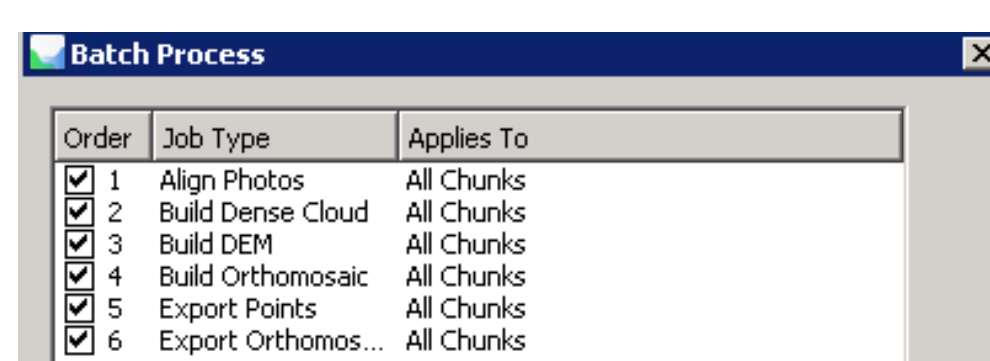 Batch Process
Order Job Type Applies To
1 Align Photos All Chunks
2 Build Dense Cloud All Chunks
3 Build DEM All Chunks
4 Build Orthomosaic All Chunks
5 Export Points All Chunks
6 Export Orthomos... All Chunks